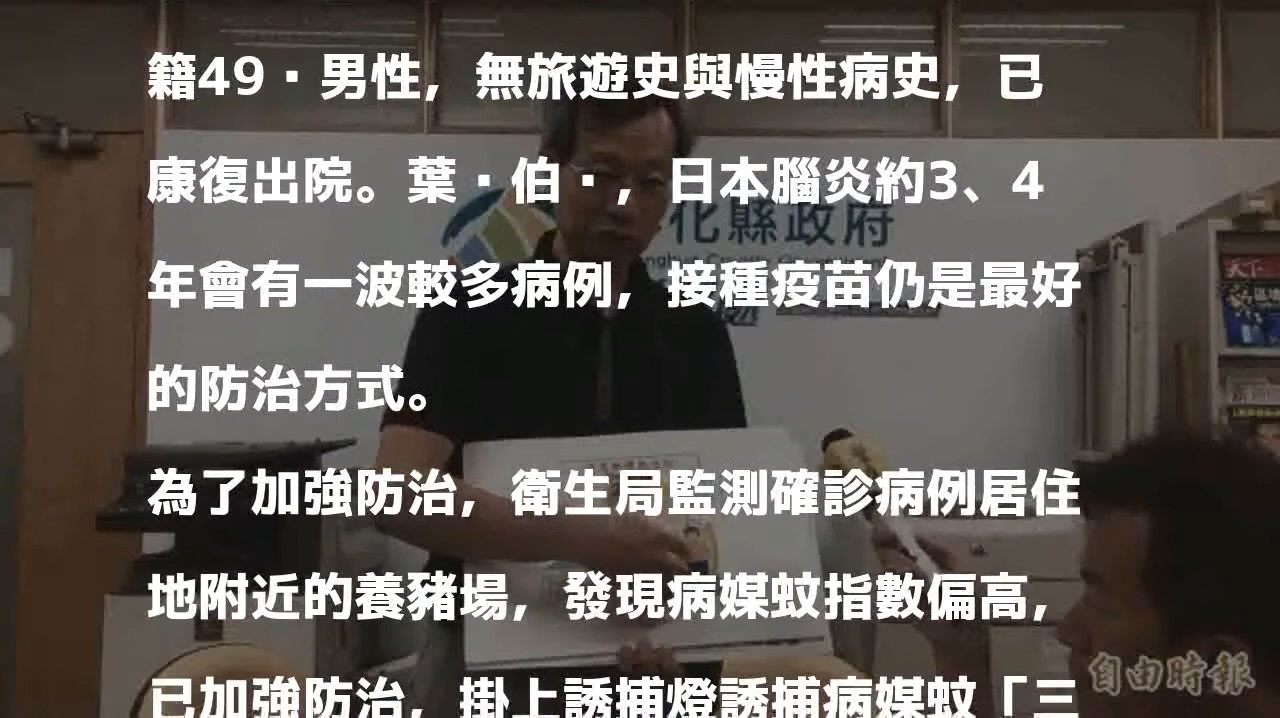 籍49▪男性，無旅遊史與慢性病史，已
康復出院。葉▪伯▪，日本腦炎約3、4
年會有一波較多病例，接種疫苗仍是最好
的防治方式。
為了加強防治，衛生局監測確診病例居住
地附近的養豬場，發現病媒蚊指數偏高，
已加強防治，掛上誘捕燈誘捕病媒蚊「三
化縣政府
天下
自由時報